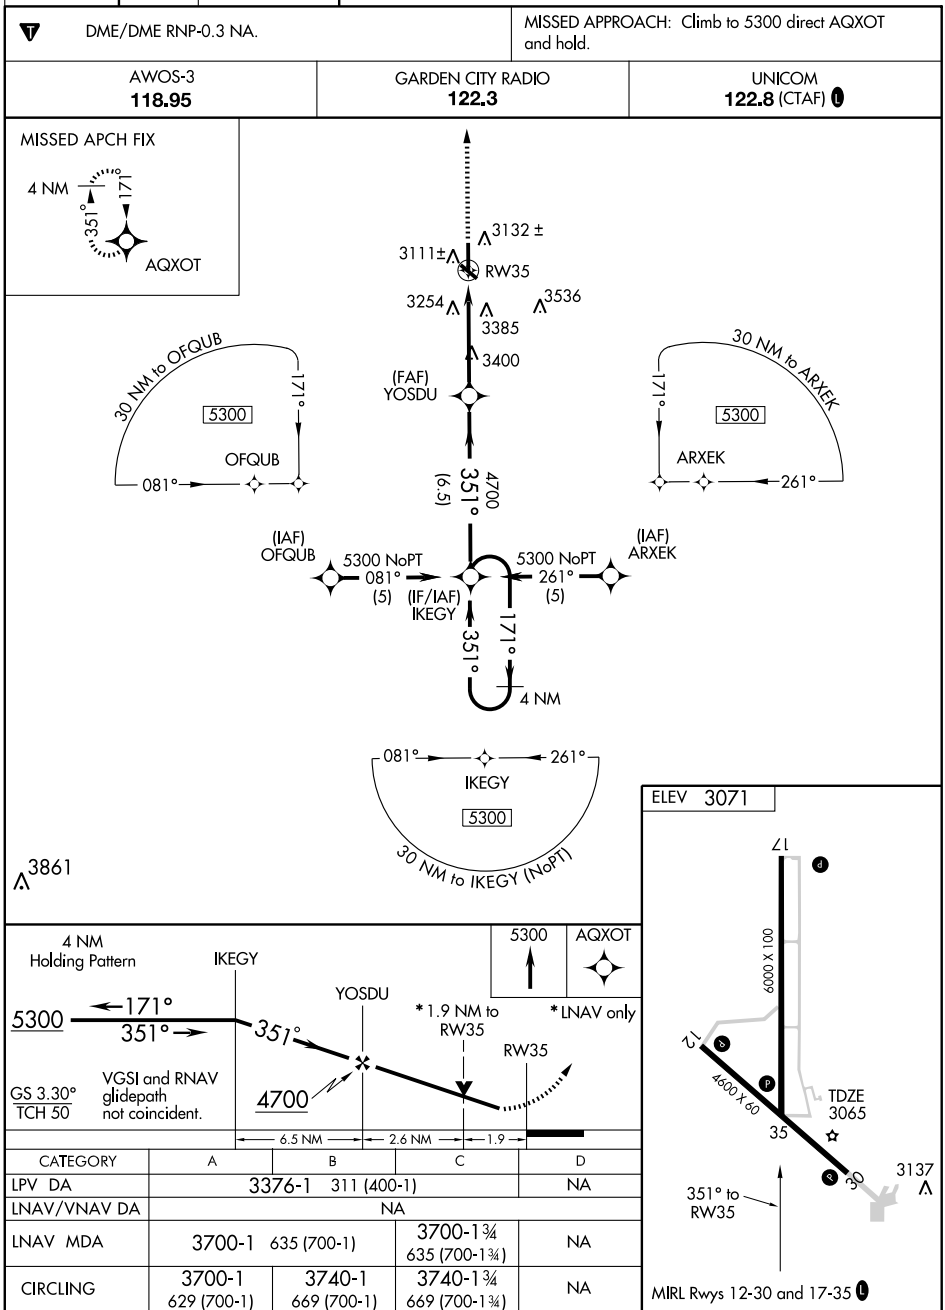 T
DME/DME RNP-0.3 NA.
MISSED APPROACH: Climb to 5300 direct AQXOT
and hold.
AWOS-3
118.95
GARDEN CITY RADIO
122.3
UNICOM
122.8 (CTAF) L
MISSED APCH FIX
4 NM
351°
171°
AQXOT
3132 ±
3111±
RW35
3254
3385
3536
3400
(FAF)
YOSDU
30 NM to OFQUB
5300
171°
OFQUB
081°
30 NM to ARXEK
171°
5300
ARXEK
261°
351°
4700
(6.5)
(IAF)
OFQUB
5300 NoPT
081°
(5)
(IF/IAF)
IKEGY
5300 NoPT
261°
(5)
(IAF)
ARXEK
351°
171°
4 NM
081°
261°
IKEGY
5300
30 NM to IKEGY (NoPT)
3861
ELEV 3071
17
P
6000 X 100
12
P
4600 X 60
P
TDZE
3065
35
P
30
3137
351° to
RW35
MIRL Rwys 12-30 and 17-35 L
4 NM
Holding Pattern
IKEGY
5300
AQXOT
YOSDU
*1.9 NM to
RW35
*LNAV only
RW35
5300
171°
351°
351°
GS 3.30°
TCH 50
VGSI and RNAV
glidepath
not coincident.
4700
6.5 NM
2.6 NM
1.9
CATEGORY A B C D
LPV DA 3376-1 311 (400-1) NA
LNAV/VNAV DA NA
LNAV MDA 3700-1 635 (700-1) 3700-1¾ 635 (700-1¾) NA
CIRCLING 3700-1 629 (700-1) 3740-1 669 (700-1) 3740-1¾ 669 (700-1¾) NA